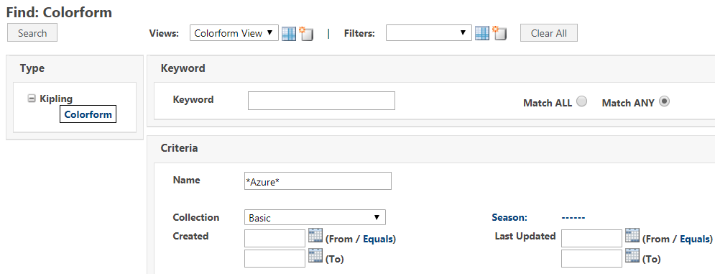 Find: Colorform
Search Views: Colorform View | Filters: Clear All
Type
Kipling
Colorform
Keyword
Keyword Match ALL Match ANY
Criteria
Name *Azure*
Collection Basic Season: ------
Created (From / Equals) Last Updated (From / Equals)
(To) (To)